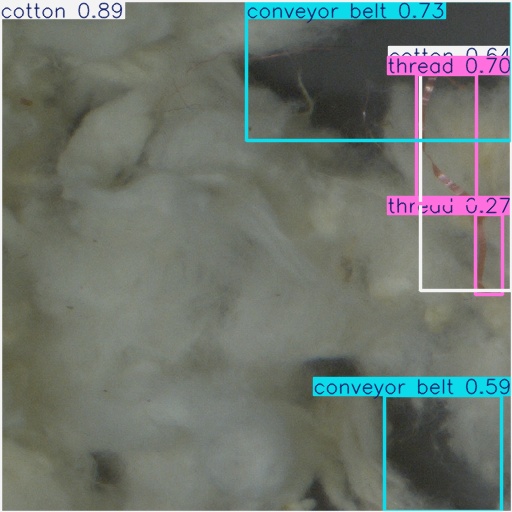 cotton 0.89
conveyor belt 0.73
cotton 0.64
thread 0.70
thread 0.27
conveyor belt 0.59